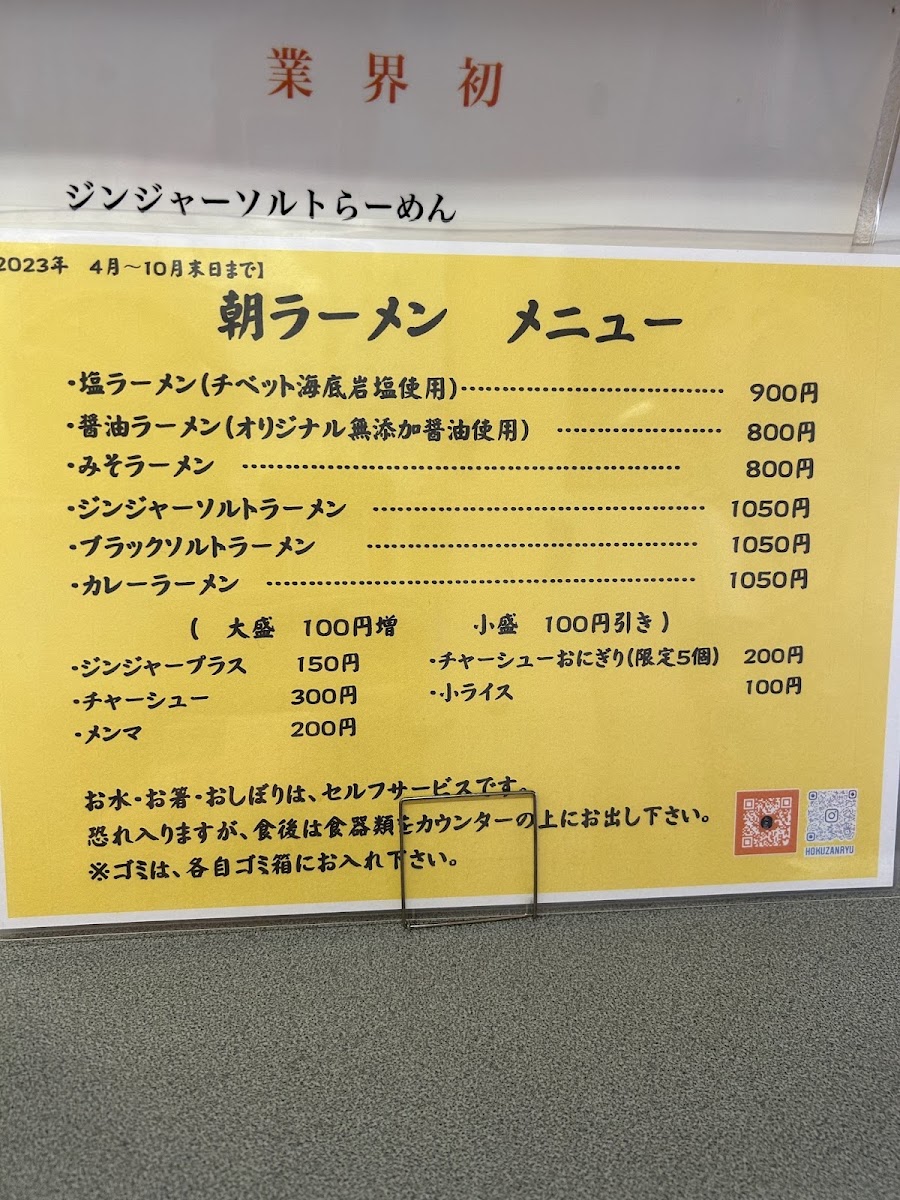 業界初
ジンジャーソルトらーめん
2023年 4月～10月末日まで】
朝ラーメン メニュー
・塩ラーメン(チベット海底岩塩使用)……………………… 900円
・醤油ラーメン(オリジナル無添加醤油使用) ……………… 800円
・みそラーメン ……………………………………… 800円
・ジンジャーソルトラーメン …………………………… 1050円
・ブラックソルトラーメン …………………………… 1050円
・カレーラーメン ……………………………………… 1050円
( 大盛 100円増 小盛 100円引き )
・ジンジャープラス 150円 ・チャーシューおにぎり(限定5個) 200円
・チャーシュー 300円 ・小ライス 100円
・メンマ 200円
お水・お箸・おしぼりは、セルフサービスです。
恐れ入りますが、食後は食器類をカウンターの上にお出し下さい。
※ゴミは、各自ゴミ箱にお入れ下さい。
HOKUZANRYU